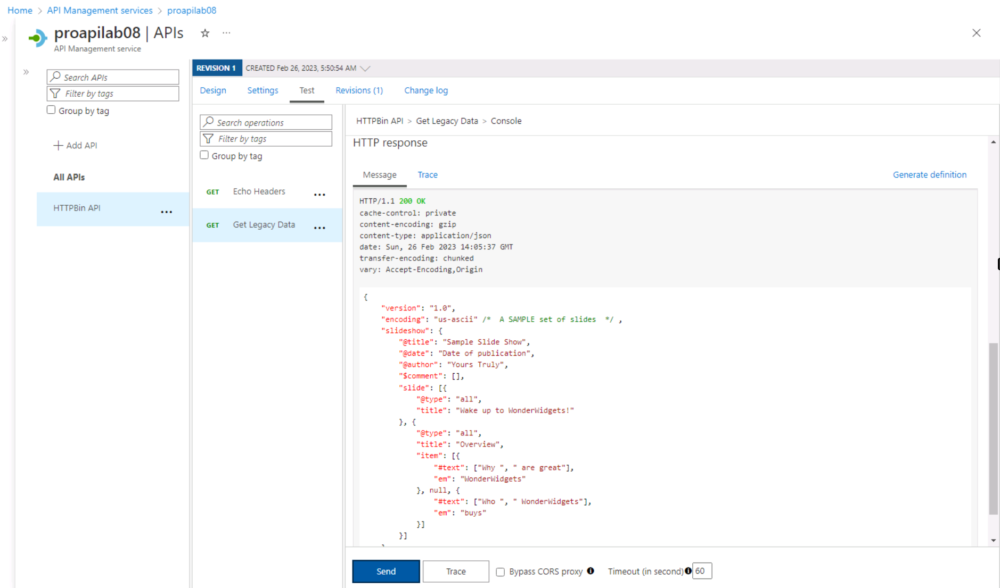 Home > API Management services > proapilab08
proapilab08 | APIs
API Management service
Search APIs
Filter by tags
Group by tag
+ Add API
All APIs
HTTPBin API ...
REVISION 1 CREATED Feb 26, 2023, 5:50:54 AM
Design Settings Test Revisions (1) Change log
Search operations
Filter by tags
Group by tag
GET Echo Headers ...
GET Get Legacy Data ...
HTTPBin API > Get Legacy Data > Console
HTTP response
Message Trace Generate definition
HTTP/1.1 200 OK
cache-control: private
content-encoding: gzip
content-type: application/json
date: Sun, 26 Feb 2023 14:05:37 GMT
transfer-encoding: chunked
vary: Accept-Encoding,Origin
{
    "version": "1.0",
    "encoding": "us-ascii" /*  A SAMPLE set of slides  */ ,
    "slideshow": {
        "@title": "Sample Slide Show",
        "@date": "Date of publication",
        "@author": "Yours Truly",
        "$comment": [],
        "slide": [{
            "@type": "all",
            "title": "Wake up to WonderWidgets!"
        }, {
            "@type": "all",
            "title": "Overview",
            "item": [{
                "#text": ["Why ", " are great"],
                "em": "WonderWidgets"
            }, null, {
                "#text": ["Who ", " WonderWidgets"],
                "em": "buys"
            }]
        }]
Send Trace Bypass CORS proxy Timeout (in second) 60